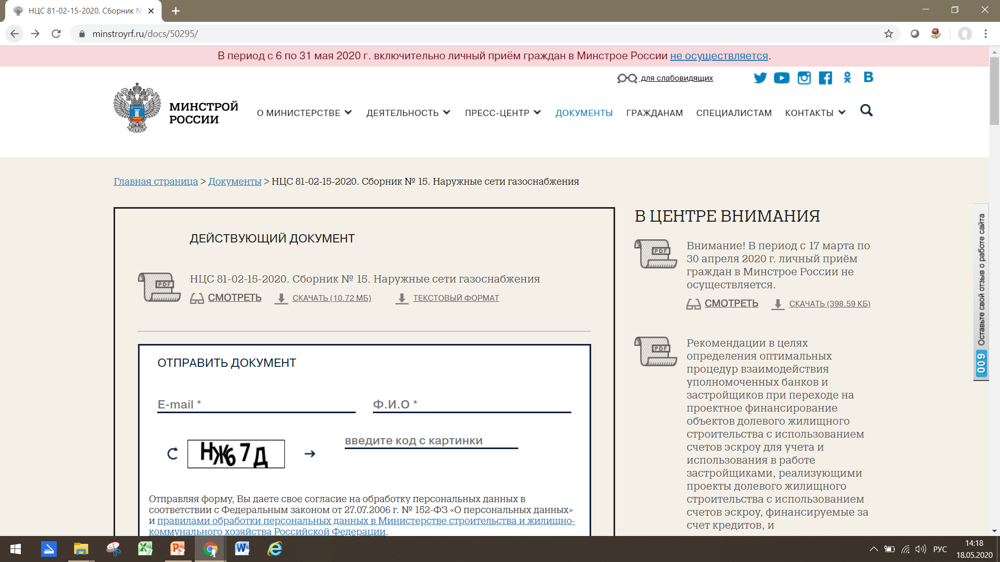 НЦС 81-02-15-2020. Сборник №
minstroyrf.ru/docs/50295/
В период с 6 по 31 мая 2020 г. включительно личный приём граждан в Минстрое России не осуществляется.
для слабовидящих
МИНСТРОЙ
РОССИИ
О МИНИСТЕРСТВЕ ДЕЯТЕЛЬНОСТЬ ПРЕСС-ЦЕНТР ДОКУМЕНТЫ ГРАЖДАНАМ СПЕЦИАЛИСТАМ КОНТАКТЫ
Главная страница > Документы > НЦС 81-02-15-2020. Сборник № 15. Наружные сети газоснабжения
ДЕЙСТВУЮЩИЙ ДОКУМЕНТ
PDF
НЦС 81-02-15-2020. Сборник № 15. Наружные сети газоснабжения
СМОТРЕТЬ СКАЧАТЬ (10.72 МБ) ТЕКСТОВЫЙ ФОРМАТ
ОТПРАВИТЬ ДОКУМЕНТ
E-mail * Ф.И.О *
введите код с картинки
НЖ67Д
Отправляя форму, Вы даете свое согласие на обработку персональных данных в
соответствии с Федеральным законом от 27.07.2006 г. № 152-ФЗ «О персональных данных»
и правилами обработки персональных данных в Министерстве строительства и жилищно-
коммунального хозяйства Российской Федерации.
В ЦЕНТРЕ ВНИМАНИЯ
PDF
Внимание! В период с 17 марта по
30 апреля 2020 г. личный приём
граждан в Минстрое России не
осуществляется.
СМОТРЕТЬ СКАЧАТЬ (398.59 КБ)
PDF
Рекомендации в целях
определения оптимальных
процедур взаимодействия
уполномоченных банков и
застройщиков при переходе на
проектное финансирование
объектов долевого жилищного
строительства с использованием
счетов эскроу для учета и
использования в работе
застройщиками, реализующими
проекты долевого жилищного
строительства с использованием
счетов эскроу, финансируемые за
счет кредитов, и
Оставьте свой отзыв о работе сайта
600
РУС
14:18
18.05.2020